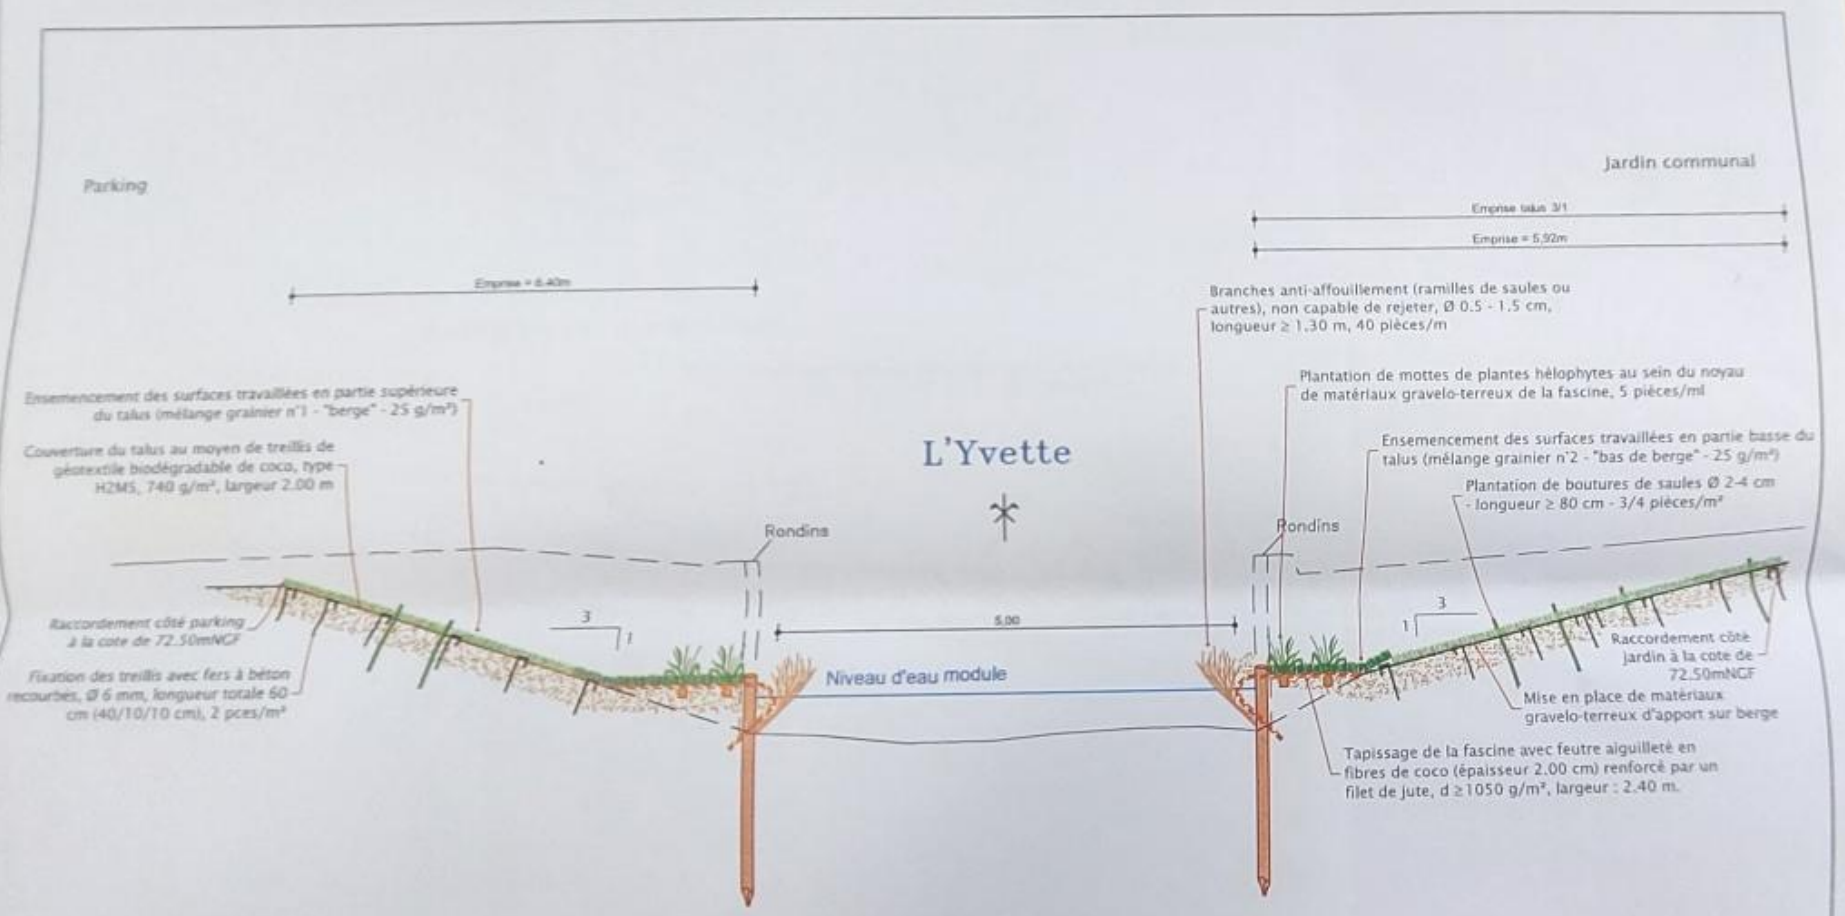 Parking
Jardin communal
Emprise talus 3/1
Emprise = 5,92m
Emprise = 6.40m
Branches anti-affouillement (ramilles de saules ou
autres), non capable de rejeter, Ø 0.5 - 1.5 cm,
longueur ≥ 1.30 m, 40 pièces/m
Plantation de mottes de plantes hélophytes au sein du noyau
de matériaux gravelo-terreux de la fascine, 5 pièces/ml
Ensemencement des surfaces travaillées en partie supérieure
du talus (mélange grainier n°1 - "berge" - 25 g/m²)
Couverture du talus au moyen de treillis de
géotextile biodégradable de coco, type
H2M5, 740 g/m², largeur 2.00 m
L'Yvette
Ensemencement des surfaces travaillées en partie basse du
talus (mélange grainier n°2 - "bas de berge" - 25 g/m²)
Plantation de boutures de saules Ø 2-4 cm
- longueur ≥ 80 cm - 3/4 pièces/m²
Rondins
Rondins
3
1
5,00
3
1
Raccordement côté parking
à la cote de 72.50mNGF
Fixation des treillis avec fers à béton
recourbés, Ø 6 mm, longueur totale 60
cm (40/10/10 cm), 2 pces/m²
Niveau d'eau module
Raccordement côté
jardin à la cote de
72.50mNGF
Mise en place de matériaux
gravelo-terreux d'apport sur berge
Tapissage de la fascine avec feutre aiguilleté en
fibres de coco (épaisseur 2.00 cm) renforcé par un
filet de jute, d ≥1050 g/m², largeur : 2.40 m.